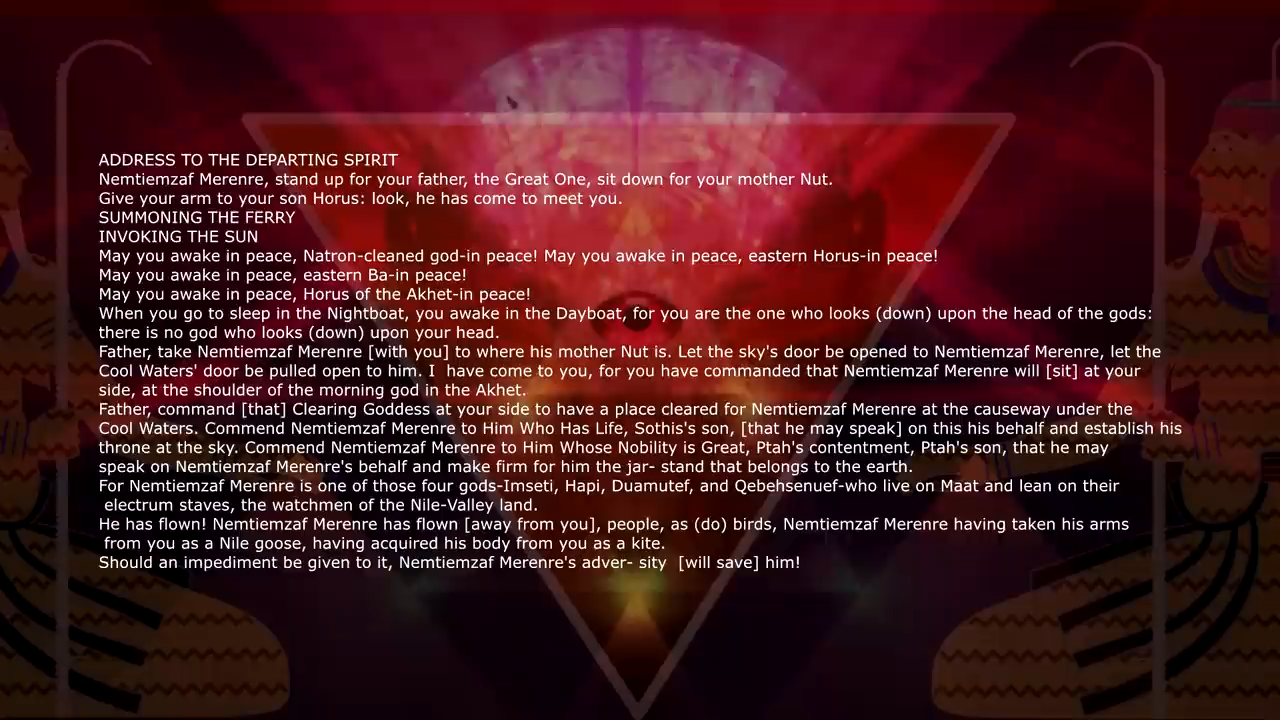 ADDRESS TO THE DEPARTING SPIRIT
Nemtiemzaf Merenre, stand up for your father, the Great One, sit down for your mother Nut.
Give your arm to your son Horus: look, he has come to meet you.
SUMMONING THE FERRY
INVOKING THE SUN
May you awake in peace, Natron-cleaned god-in peace! May you awake in peace, eastern Horus-in peace!
May you awake in peace, eastern Ba-in peace!
May you awake in peace, Horus of the Akhet-in peace!
When you go to sleep in the Nightboat, you awake in the Dayboat, for you are the one who looks (down) upon the head of the gods:
there is no god who looks (down) upon your head.
Father, take Nemtiemzaf Merenre [with you] to where his mother Nut is. Let the sky's door be opened to Nemtiemzaf Merenre, let the
Cool Waters' door be pulled open to him. I  have come to you, for you have commanded that Nemtiemzaf Merenre will [sit] at your
side, at the shoulder of the morning god in the Akhet.
Father, command [that] Clearing Goddess at your side to have a place cleared for Nemtiemzaf Merenre at the causeway under the
Cool Waters. Commend Nemtiemzaf Merenre to Him Who Has Life, Sothis's son, [that he may speak] on this his behalf and establish his
throne at the sky. Commend Nemtiemzaf Merenre to Him Whose Nobility is Great, Ptah's contentment, Ptah's son, that he may
speak on Nemtiemzaf Merenre's behalf and make firm for him the jar- stand that belongs to the earth.
For Nemtiemzaf Merenre is one of those four gods-Imseti, Hapi, Duamutef, and Qebehsenuef-who live on Maat and lean on their
electrum staves, the watchmen of the Nile-Valley land.
He has flown! Nemtiemzaf Merenre has flown [away from you], people, as (do) birds, Nemtiemzaf Merenre having taken his arms
from you as a Nile goose, having acquired his body from you as a kite.
Should an impediment be given to it, Nemtiemzaf Merenre's adver- sity  [will save] him!